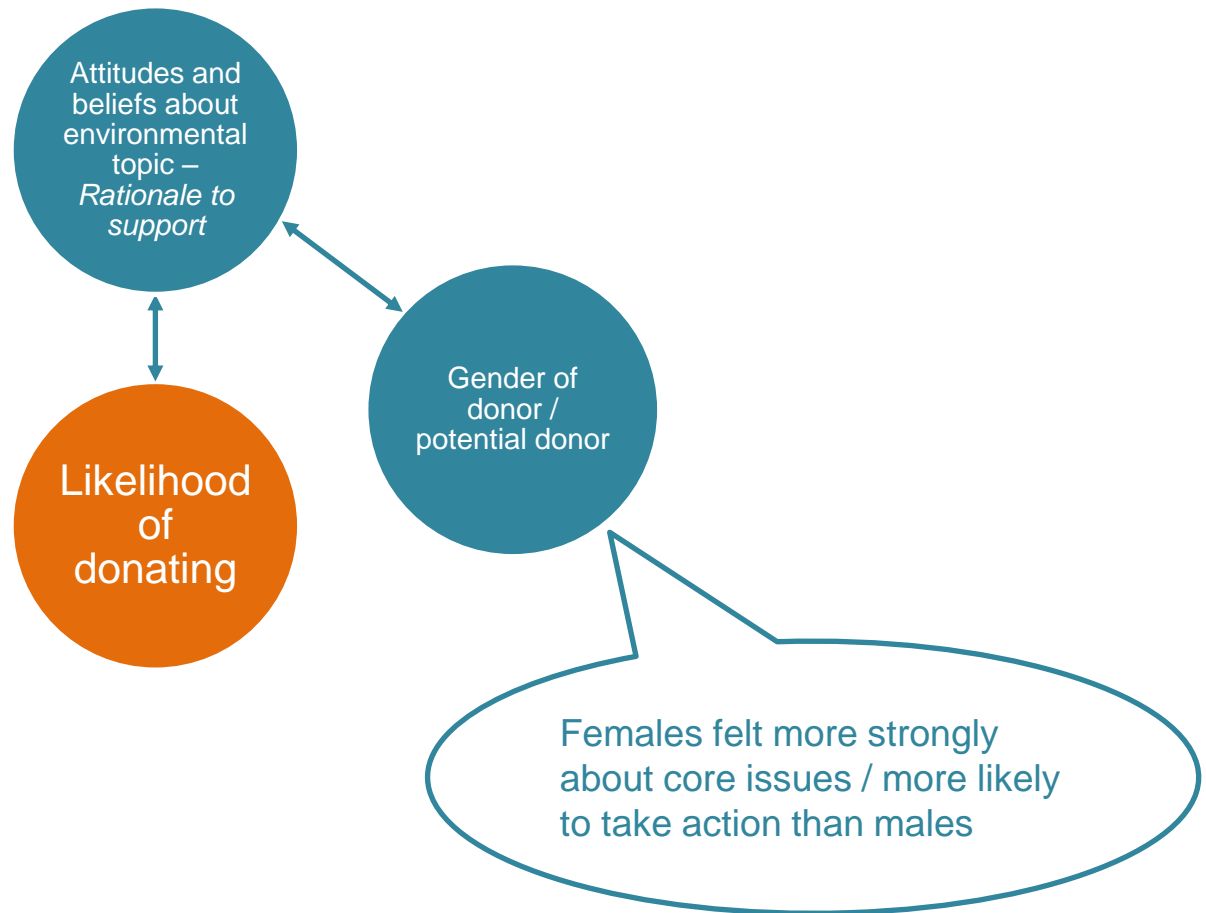 Attitudes and
beliefs about
environmental
topic –
Rationale to
support
Gender of
donor /
potential donor
Likelihood
of
donating
Females felt more strongly
about core issues / more likely
to take action than males